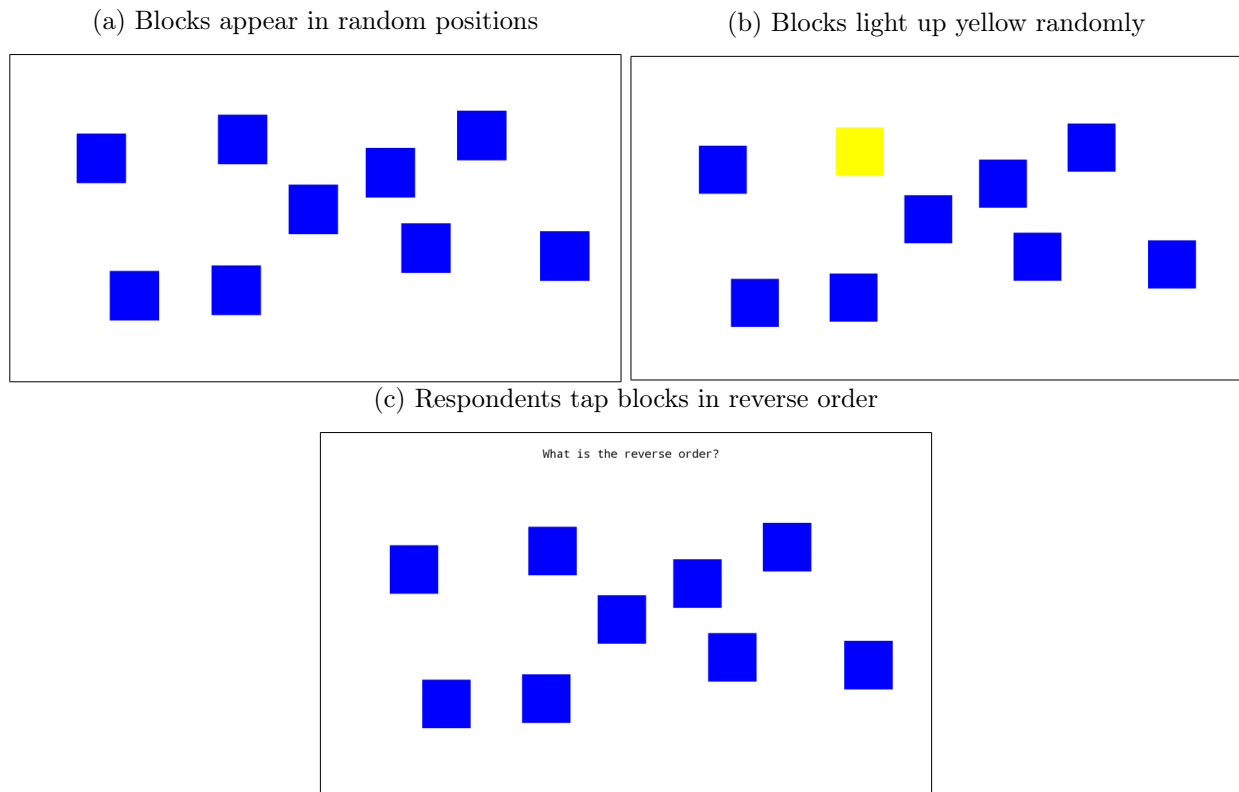 (a) Blocks appear in random positions
(b) Blocks light up yellow randomly
(c) Respondents tap blocks in reverse order
What is the reverse order?